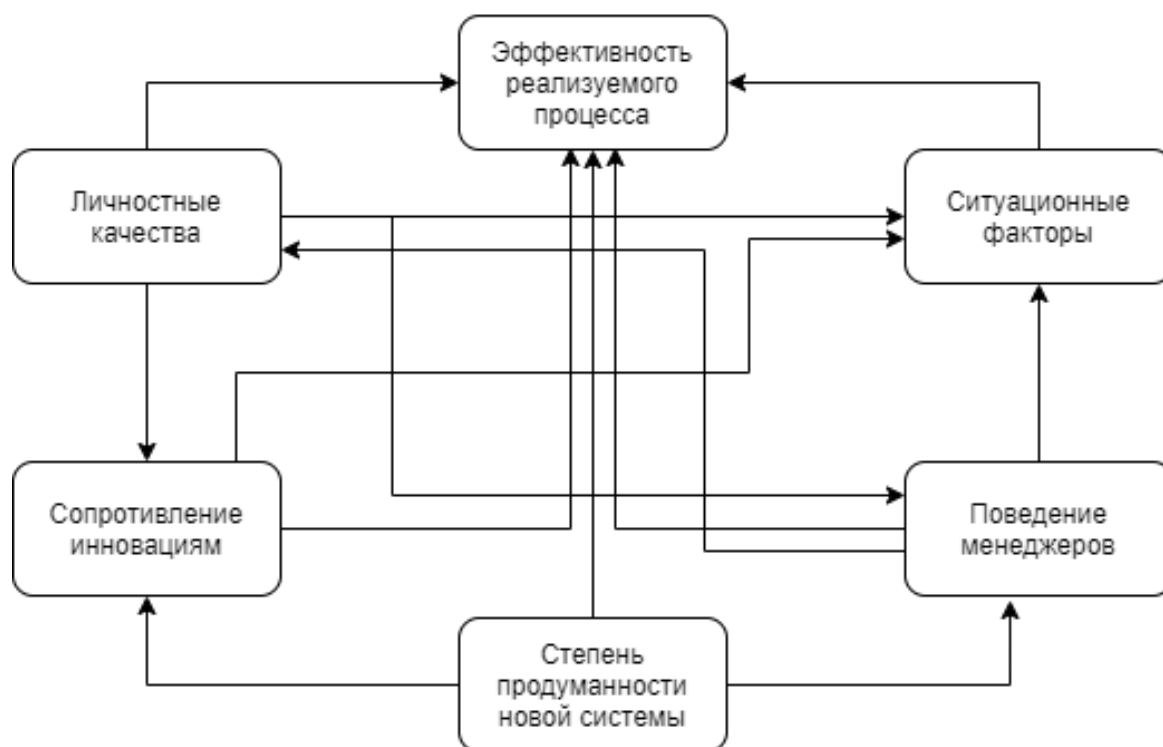 Эффективность
реализуемого
процесса
Личностные
качества
Ситуационные
факторы
Сопротивление
инновациям
Поведение
менеджеров
Степень
продуманности
новой системы